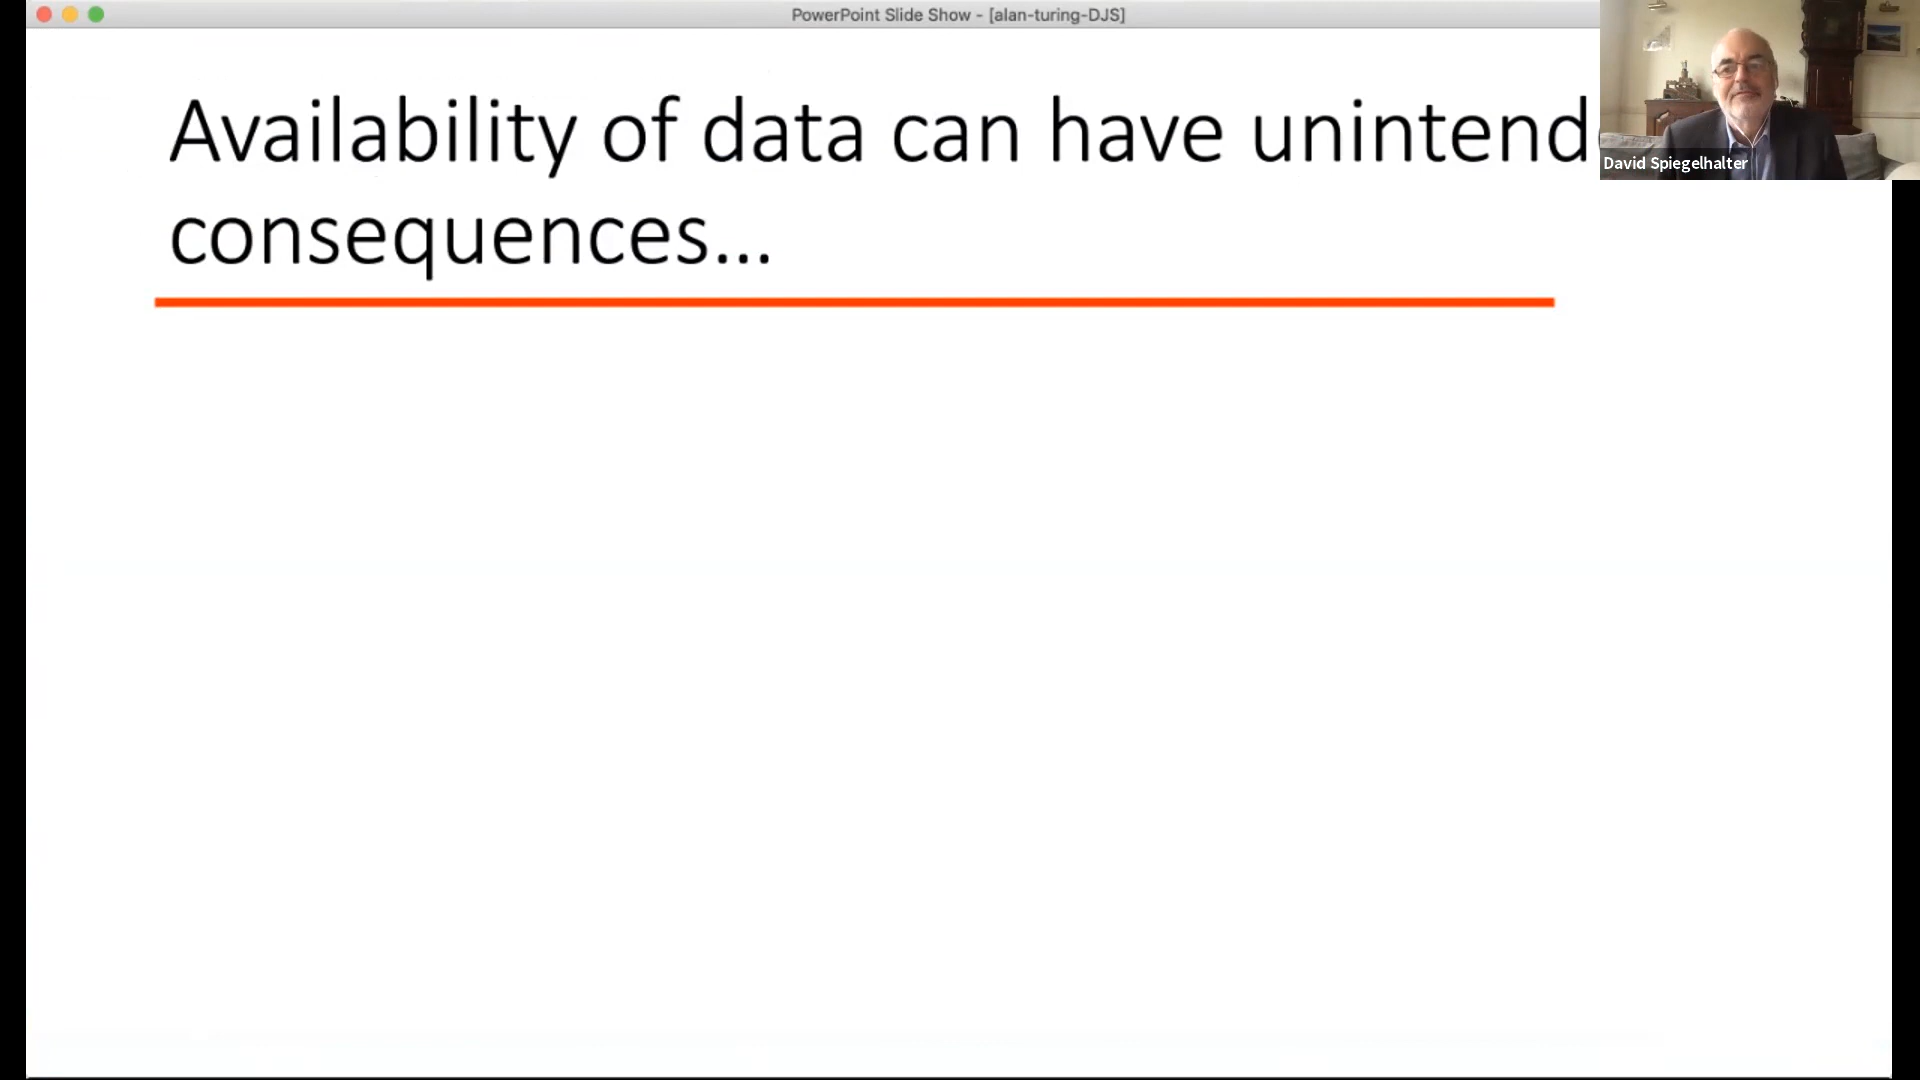 PowerPoint Slide Show - [alan-turing-DJS]
Availability of data can have unintend
consequences...
David Spiegelhalter